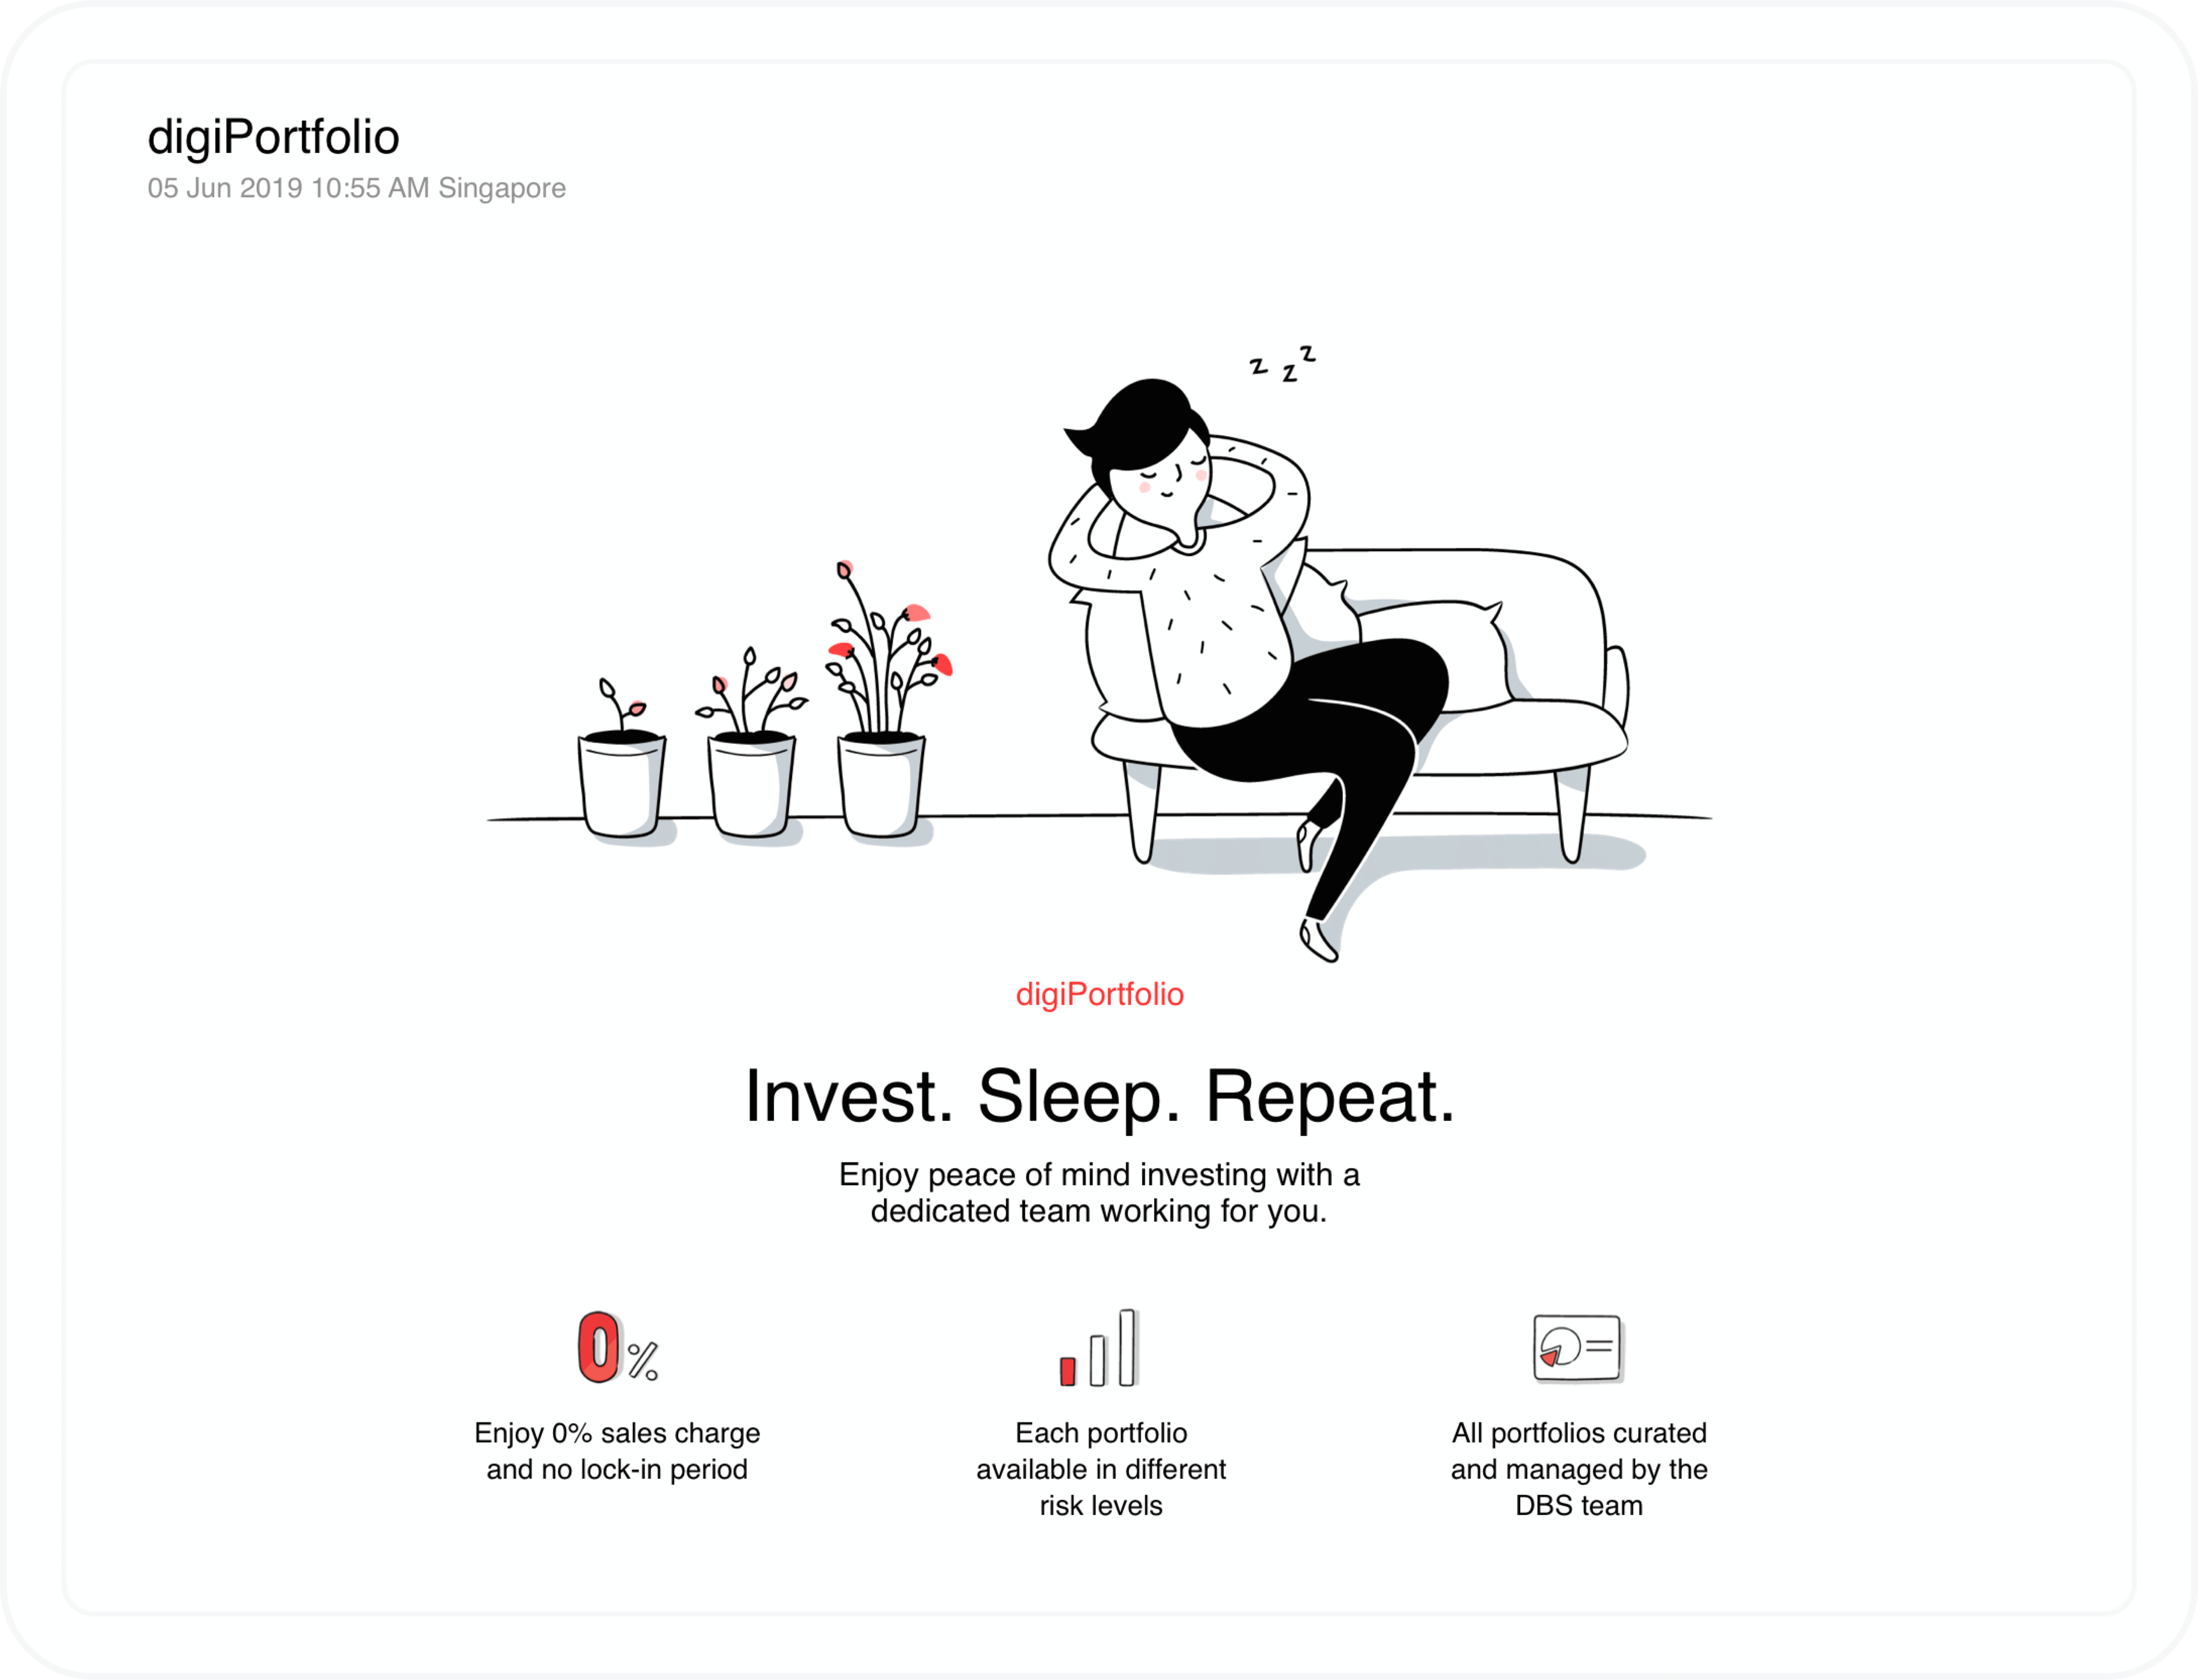 digiPortfolio
05 Jun 2019 10:55 AM Singapore
z z z
digiPortfolio
Invest. Sleep. Repeat.
Enjoy peace of mind investing with a
dedicated team working for you.
0%
Enjoy 0% sales charge
and no lock-in period
Each portfolio
available in different
risk levels
All portfolios curated
and managed by the
DBS team